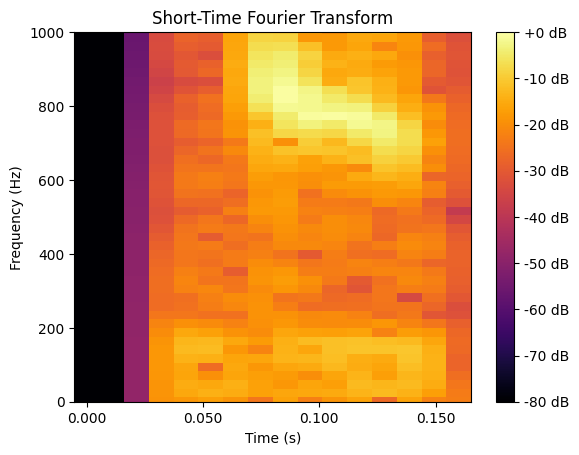 Short-Time Fourier Transform
1000
800
600
400
200
0
Frequency (Hz)
0.000
0.050
0.100
0.150
Time (s)
+0 dB
-10 dB
-20 dB
-30 dB
-40 dB
-50 dB
-60 dB
-70 dB
-80 dB